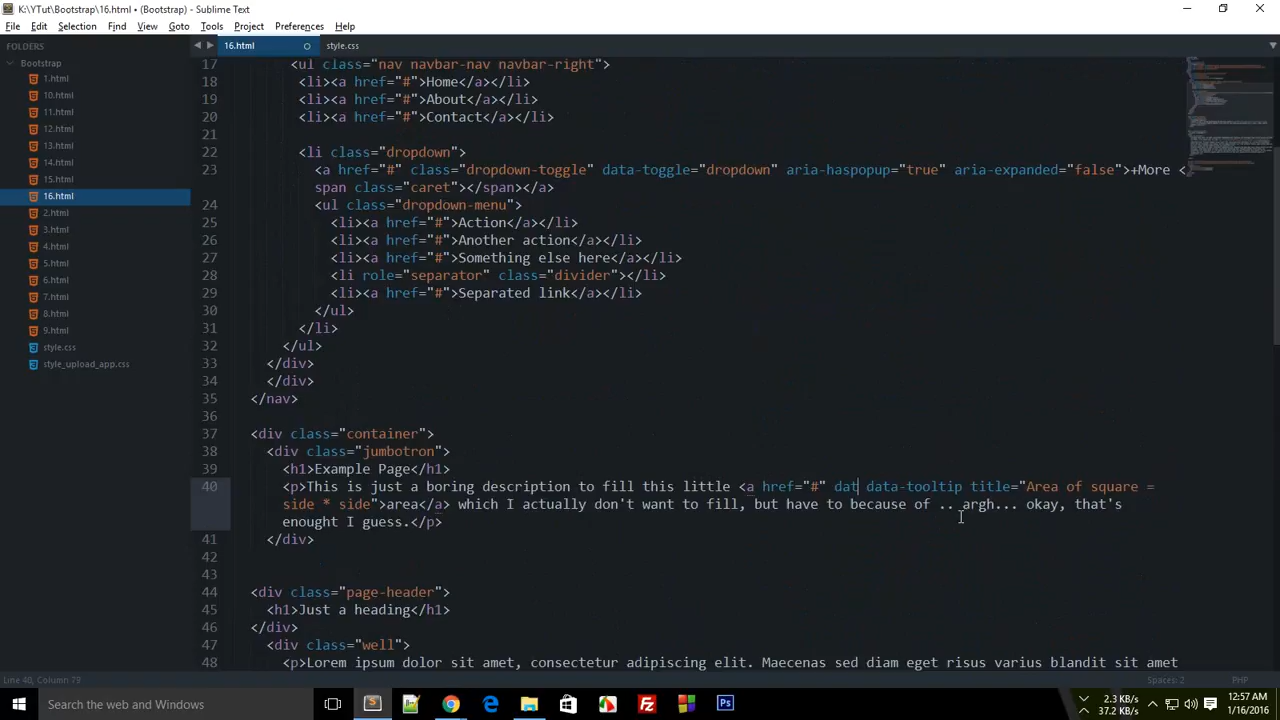 K:\YTut\Bootstrap\16.html • (Bootstrap) - Sublime Text
File Edit Selection Find View Goto Tools Project Preferences Help
FOLDERS
Bootstrap
1.html
10.html
11.html
12.html
13.html
14.html
15.html
16.html
2.html
3.html
4.html
5.html
6.html
7.html
8.html
9.html
style.css
style_upload_app.css
16.html style.css
17 <ul class="nav navbar-nav navbar-right">
18 <li><a href="#">Home</a></li>
19 <li><a href="#">About</a></li>
20 <li><a href="#">Contact</a></li>
21
22 <li class="dropdown">
23 <a href="#" class="dropdown-toggle" data-toggle="dropdown" aria-haspopup="true" aria-expanded="false">+More <
span class="caret"></span></a>
24 <ul class="dropdown-menu">
25 <li><a href="#">Action</a></li>
26 <li><a href="#">Another action</a></li>
27 <li><a href="#">Something else here</a></li>
28 <li role="separator" class="divider"></li>
29 <li><a href="#">Separated link</a></li>
30 </ul>
31 </li>
32 </ul>
33 </div>
34 </div>
35 </nav>
36
37 <div class="container">
38 <div class="jumbotron">
39 <h1>Example Page</h1>
40 <p>This is just a boring description to fill this little <a href="#" dat data-tooltip title="Area of square =
side * side">area</a> which I actually don't want to fill, but have to because of .. argh... okay, that's
enought I guess.</p>
41 </div>
42
43
44 <div class="page-header">
45 <h1>Just a heading</h1>
46 </div>
47 <div class="well">
48 <p>Lorem ipsum dolor sit amet, consectetur adipiscing elit. Maecenas sed diam eget risus varius blandit sit amet
Line 40, Column 79 Spaces: 2 PHP
Search the web and Windows
2.3 KB/s
37.2 KB/s
12:57 AM
1/16/2016